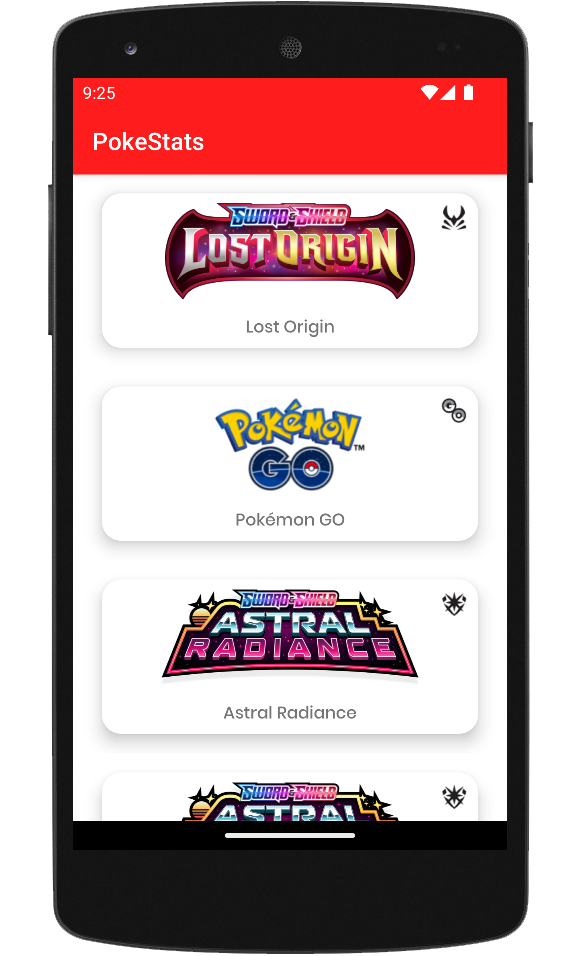 9:25
PokeStats
SWORD & SHIELD
LOST ORIGIN
Lost Origin
POKéMON
TM
GO
G
O
Pokémon GO
SWORD & SHIELD
ASTRAL
RADIANCE
Astral Radiance
SWORD & SHIELD
ASTRAL